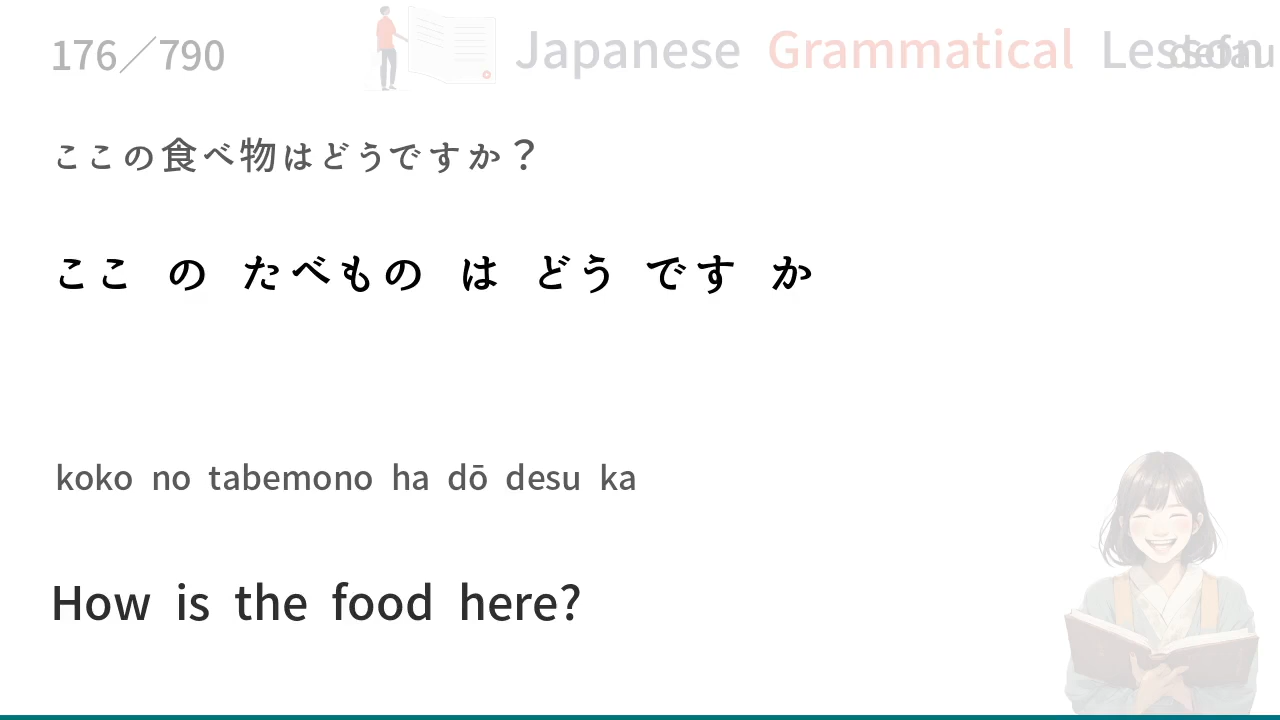 176／790
Japanese Grammatical Lesson
ここの食べ物はどうですか？
ここ の たべもの は どう です か
koko no tabemono ha dō desu ka
How is the food here?